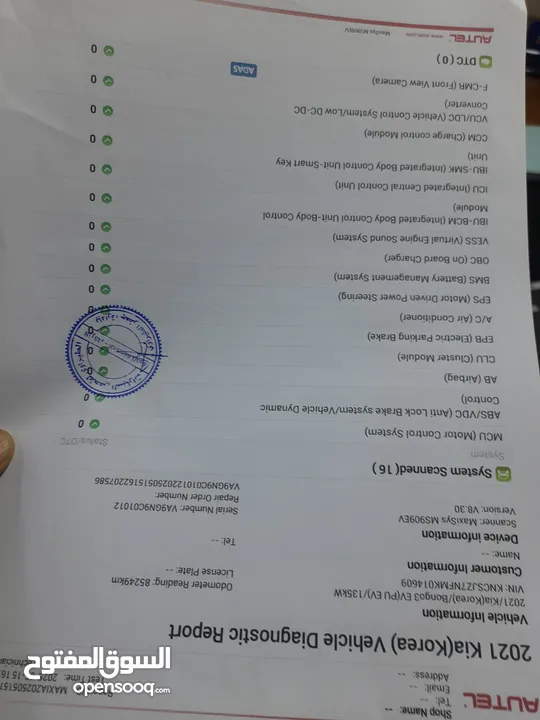 AUTEL
Shop Name: --
Tel: --
Email: --
Address: --
2021 Kia(Korea) Vehicle Diagnostic Report
Vehicle Information
2021/Kia(Korea)/Bongo3 EV(PU EV)/135kW
VIN: KNCSJZ7NFMK014609
Odometer Reading: 85249km
License Plate: --
Customer Information
Name: --
Tel: --
Device information
Scanner: MaxiSys MS909EV
Serial Number: VA9GN9C01012
Version: V8.30
Repair Order Number:
VA9GN9C0101220250515162207586
System Scanned(16)
System Status/DTC
MCU (Motor Control System) 0
ABS/VDC (Anti Lock Brake system/Vehicle Dynamic
Control) 0
AB (Airbag)
CLU (Cluster Module) 0
EPB (Electric Parking Brake)
A/C (Air Conditioner) 0
EPS (Motor Driven Power Steering) 0
BMS (Battery Management System) 0
OBC (On Board Charger) 0
VESS (Virtual Engine Sound System) 0
IBU-BCM (Integrated Body Control Unit-Body Control
Module) 0
ICU (Integrated Central Control Unit) 0
IBU-SMK (Integrated Body Control Unit-Smart Key
Unit) 0
CCM (Charge control Module) 0
VCU/LDC (Vehicle Control System/Low DC-DC
Converter) 0
F-CMR (Front View Camera) ADAS 0
DTC ( 0 )
AUTEL www.autel.com MaxiSys MS909EV
السوق المفتوح
opensooq.com